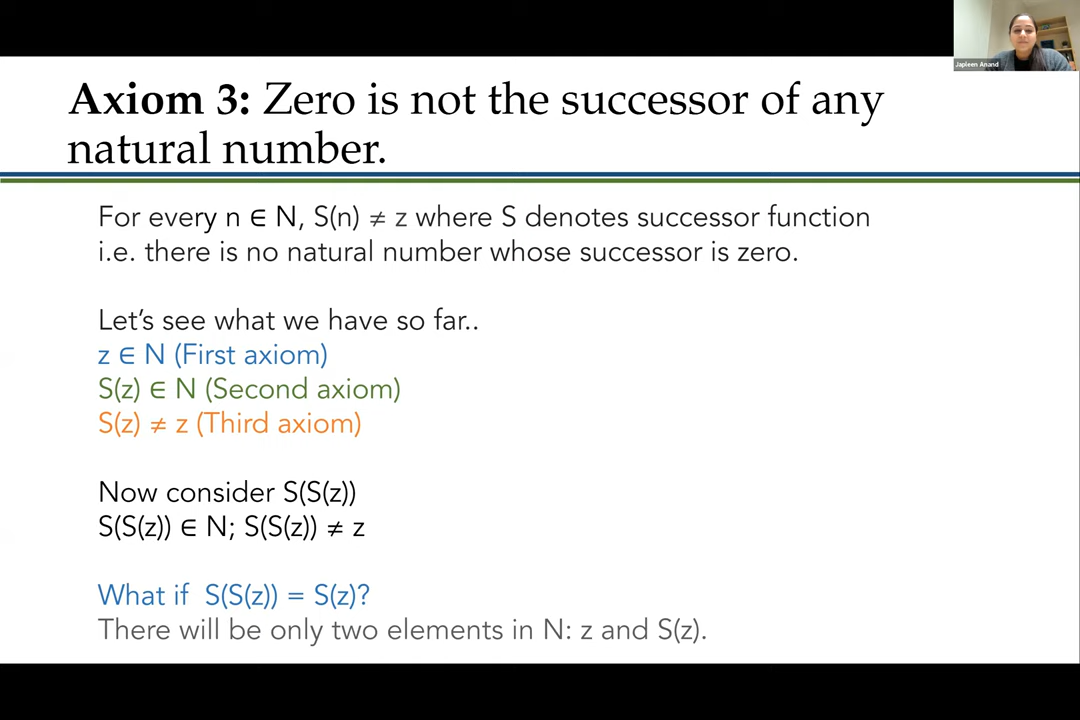 Japleen Anand
Axiom 3: Zero is not the successor of any
natural number.
For every n ∈ N, S(n) ≠ z where S denotes successor function
i.e. there is no natural number whose successor is zero.
Let's see what we have so far..
z ∈ N (First axiom)
S(z) ∈ N (Second axiom)
S(z) ≠ z (Third axiom)
Now consider S(S(z))
S(S(z)) ∈ N; S(S(z)) ≠ z
What if  S(S(z)) = S(z)?
There will be only two elements in N: z and S(z).